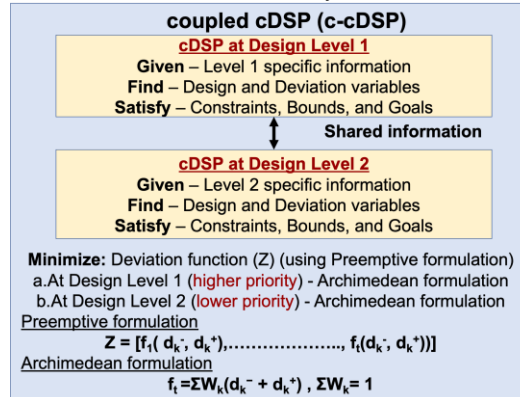 coupled cDSP (c-cDSP)
cDSP at Design Level 1
Given – Level 1 specific information
Find – Design and Deviation variables
Satisfy – Constraints, Bounds, and Goals
Shared information
cDSP at Design Level 2
Given – Level 2 specific information
Find – Design and Deviation variables
Satisfy – Constraints, Bounds, and Goals
Minimize: Deviation function (Z) (using Preemptive formulation)
a.At Design Level 1 (higher priority) - Archimedean formulation
b.At Design Level 2 (lower priority) - Archimedean formulation
Preemptive formulation
Z = [f₁( dₖ⁻, dₖ⁺),…………………, fₜ(dₖ⁻, dₖ⁺))]
Archimedean formulation
fₜ =ΣWₖ(dₖ⁻ + dₖ⁺) , ΣWₖ= 1